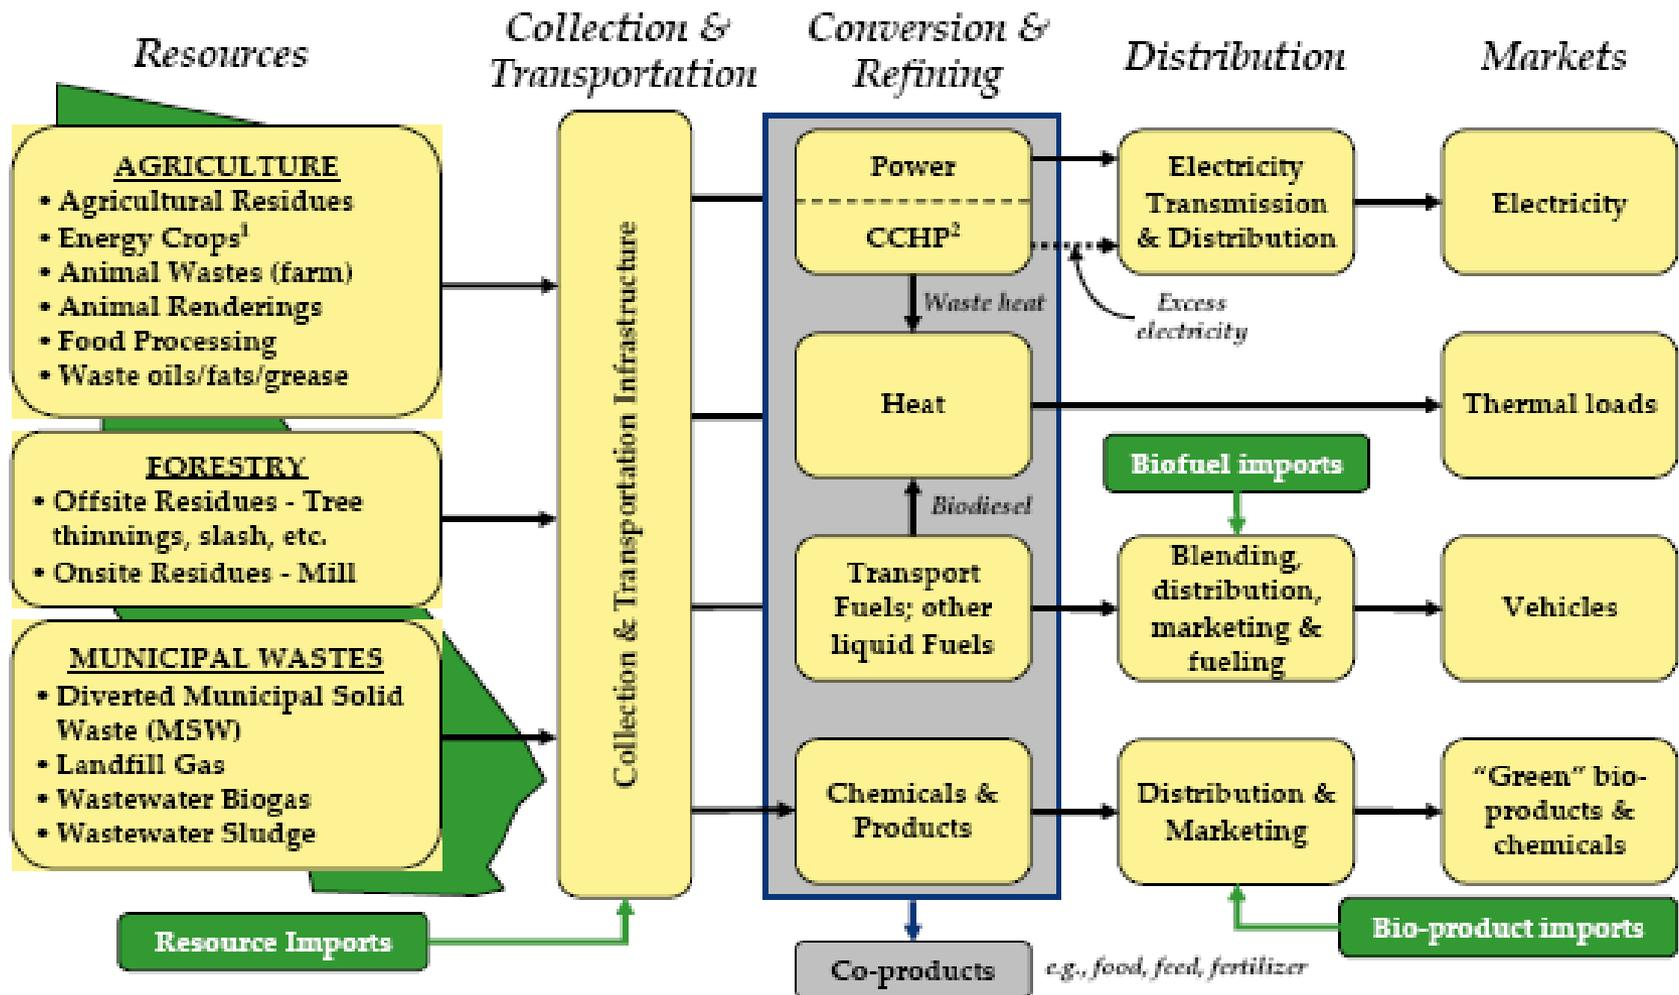 Resources
Collection &
Transportation
Conversion &
Refining
Distribution
Markets
AGRICULTURE
• Agricultural Residues
• Energy Crops¹
• Animal Wastes (farm)
• Animal Renderings
• Food Processing
• Waste oils/fats/grease
FORESTRY
• Offsite Residues - Tree
thinnings, slash, etc.
• Onsite Residues - Mill
MUNICIPAL WASTES
• Diverted Municipal Solid
Waste (MSW)
• Landfill Gas
• Wastewater Biogas
• Wastewater Sludge
Resource Imports
Collection & Transportation Infrastructure
Power
CCHP²
Waste heat
Heat
Biodiesel
Transport
Fuels; other
liquid Fuels
Chemicals &
Products
Co-products
e.g., food, feed, fertilizer
Electricity
Transmission
& Distribution
Excess
electricity
Biofuel imports
Blending,
distribution,
marketing &
fueling
Distribution &
Marketing
Bio-product imports
Electricity
Thermal loads
Vehicles
“Green” bio-
products &
chemicals